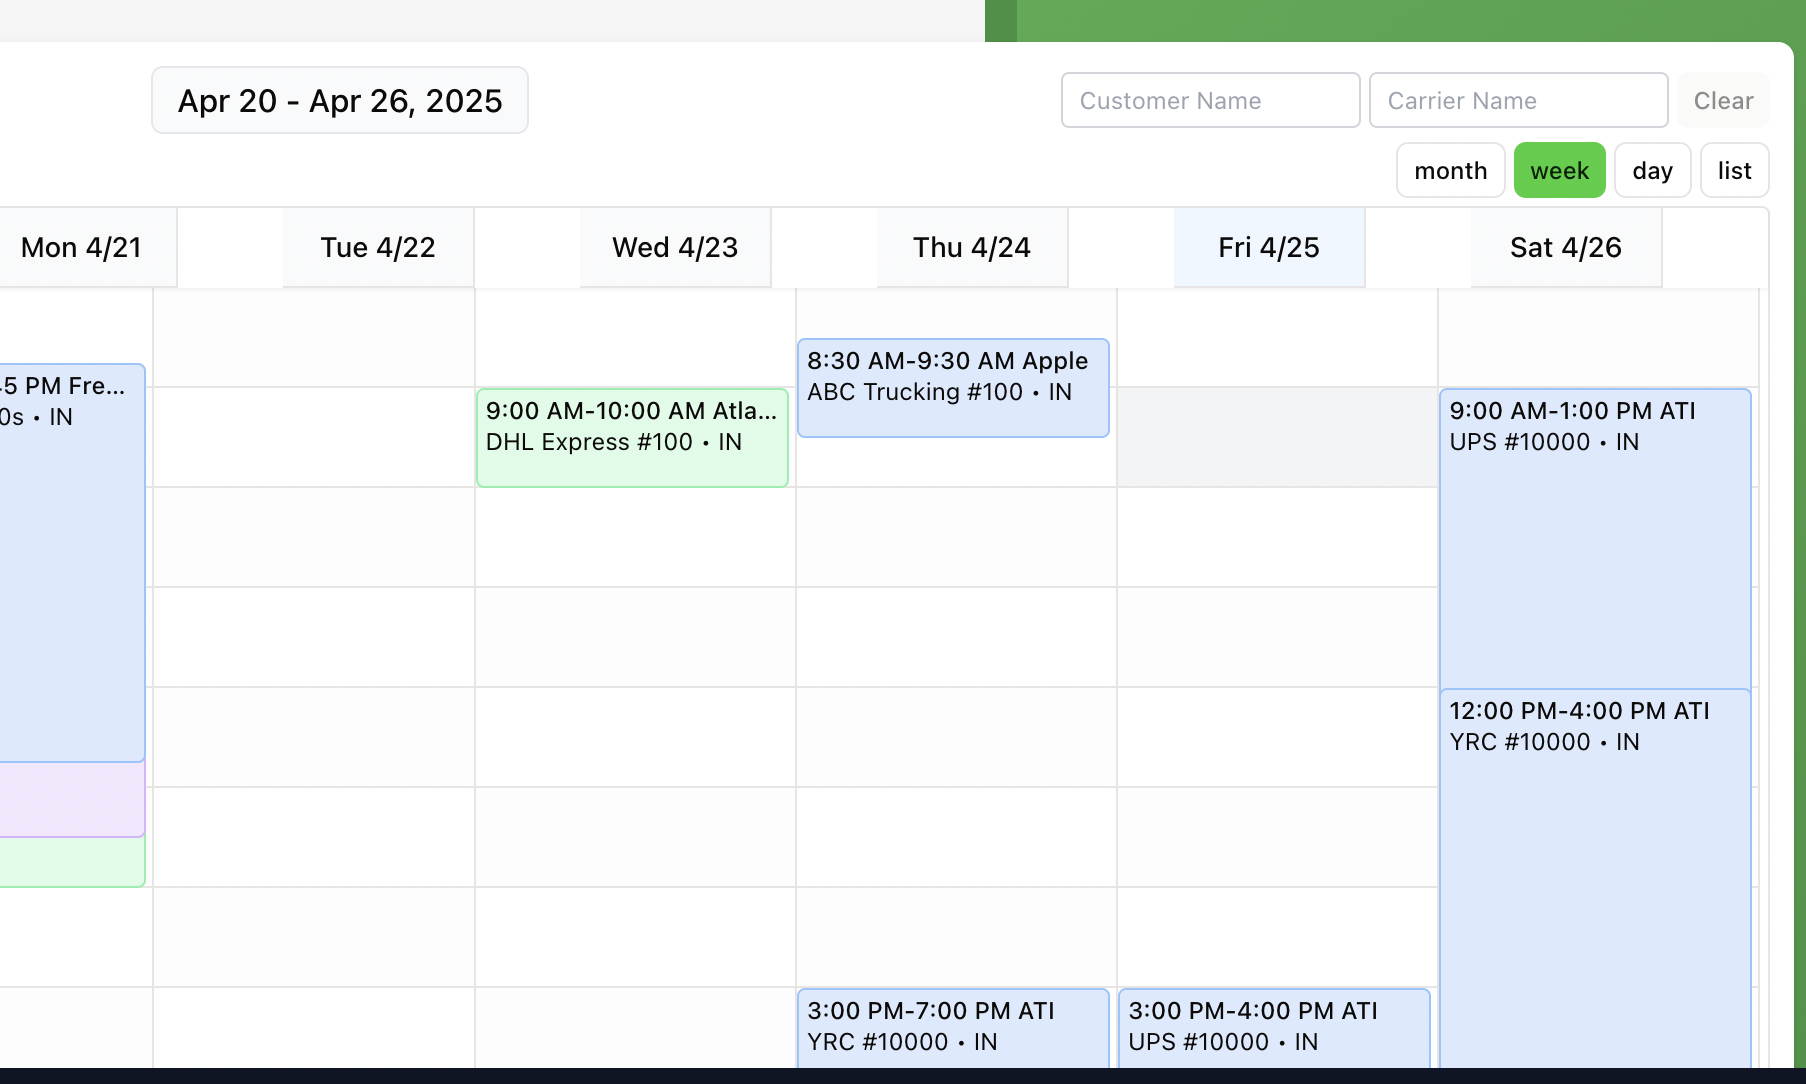 Apr 20 - Apr 26, 2025
Customer Name
Carrier Name
Clear
month
week
day
list
Mon 4/21
Tue 4/22
Wed 4/23
Thu 4/24
Fri 4/25
Sat 4/26
5 PM Fre...
0s • IN
9:00 AM-10:00 AM Atla...
DHL Express #100 • IN
8:30 AM-9:30 AM Apple
ABC Trucking #100 • IN
9:00 AM-1:00 PM ATI
UPS #10000 • IN
12:00 PM-4:00 PM ATI
YRC #10000 • IN
3:00 PM-7:00 PM ATI
YRC #10000 • IN
3:00 PM-4:00 PM ATI
UPS #10000 • IN